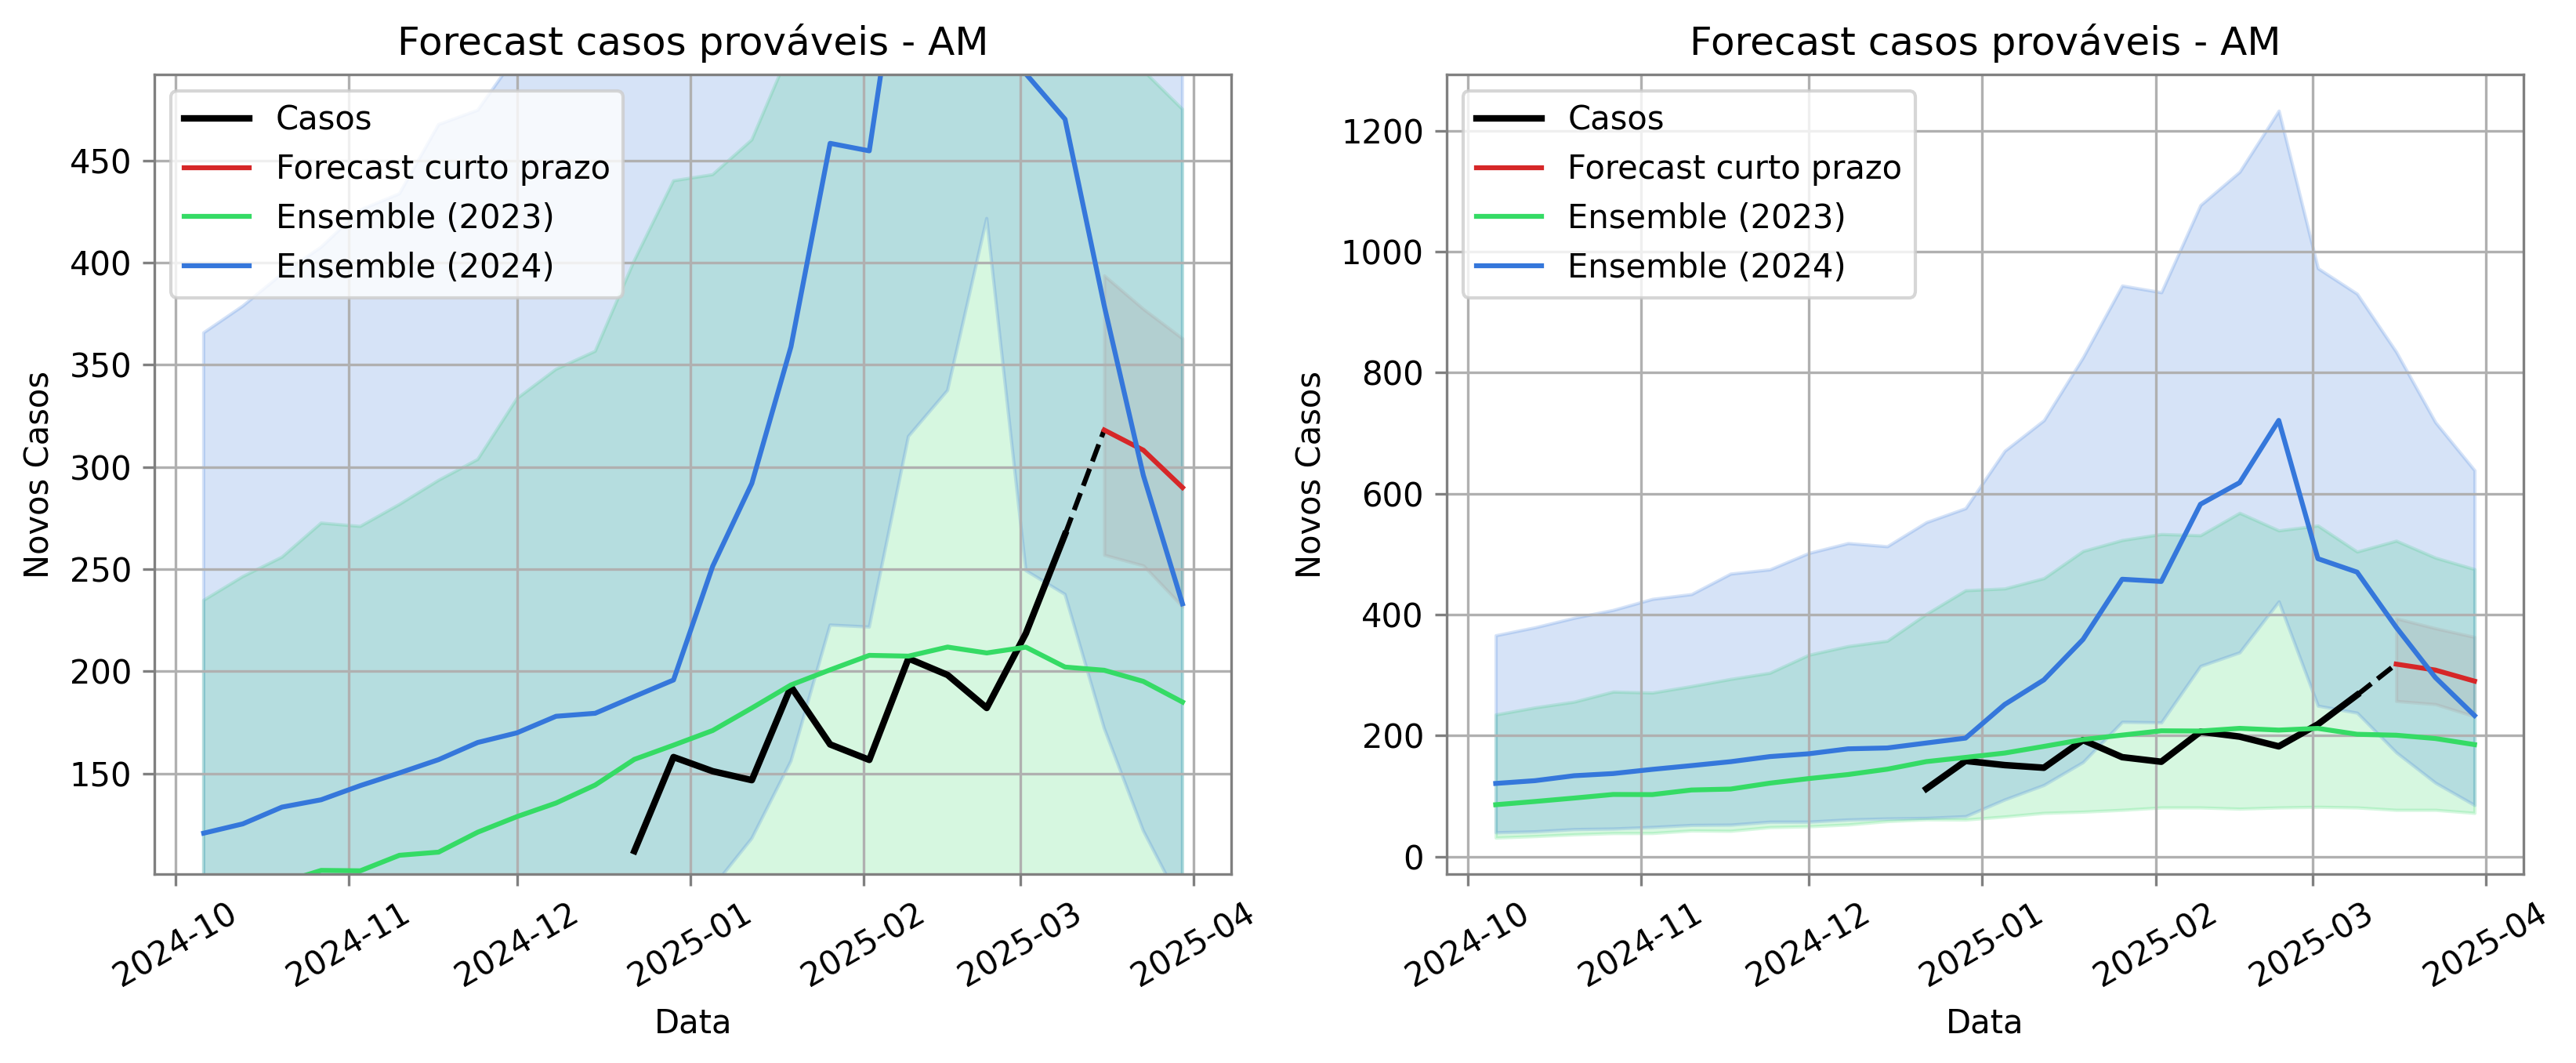 Forecast casos prováveis - AM
Casos
Forecast curto prazo
Ensemble (2023)
Ensemble (2024)
450
400
350
300
250
200
150
Novos Casos
2024-10
2024-11
2024-12
2025-01
2025-02
2025-03
2025-04
Data
Forecast casos prováveis - AM
Casos
Forecast curto prazo
Ensemble (2023)
Ensemble (2024)
1200
1000
800
600
400
200
0
Novos Casos
2024-10
2024-11
2024-12
2025-01
2025-02
2025-03
2025-04
Data